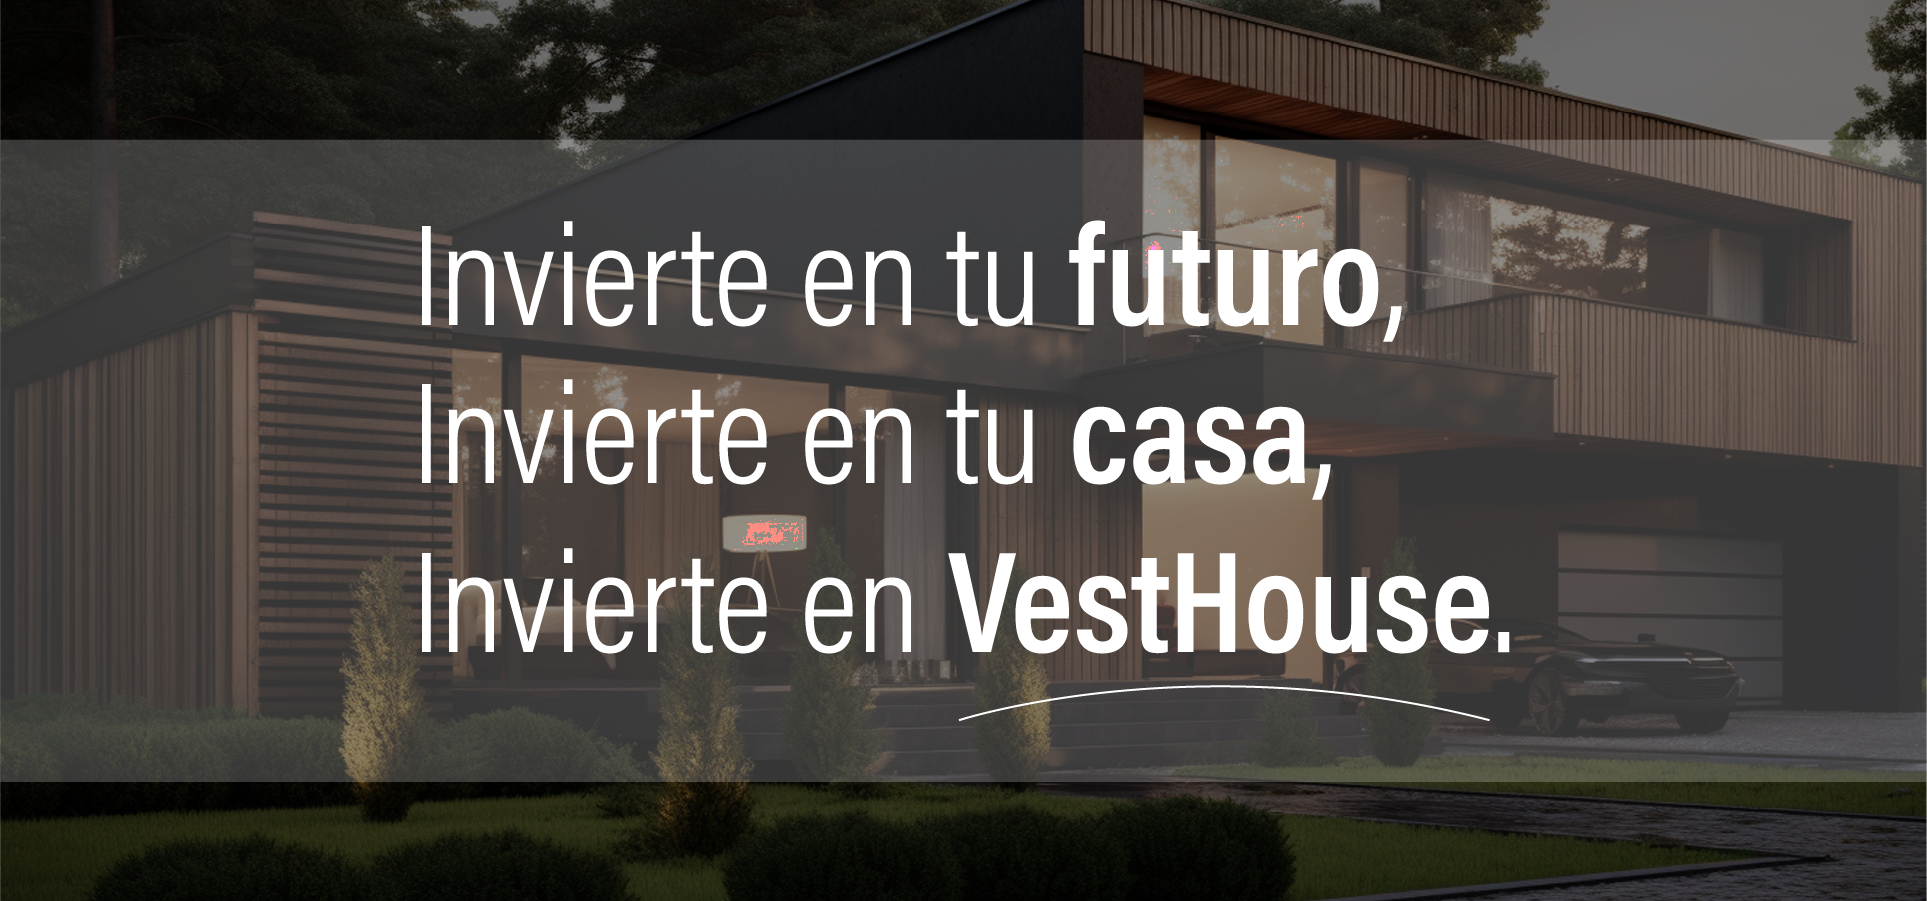 Invierte en tu futuro,
Invierte en tu casa,
Invierte en VestHouse.